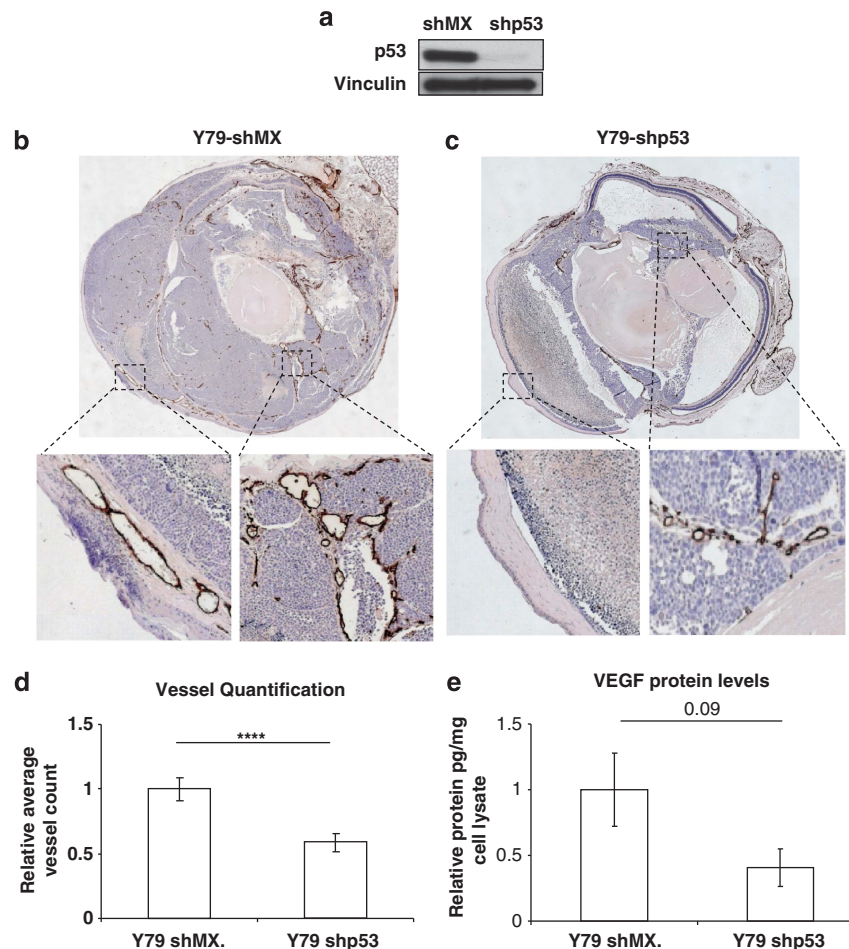 a
shMX shp53
p53
Vinculin
b
Y79-shMX
c
Y79-shp53
d
Vessel Quantification
Relative average
vessel count
1.5
1
0.5
0
****
Y79 shMX.
Y79 shp53
e
VEGF protein levels
Relative protein pg/mg
cell lysate
1.5
1
0.5
0
0.09
Y79 shMX.
Y79 shp53